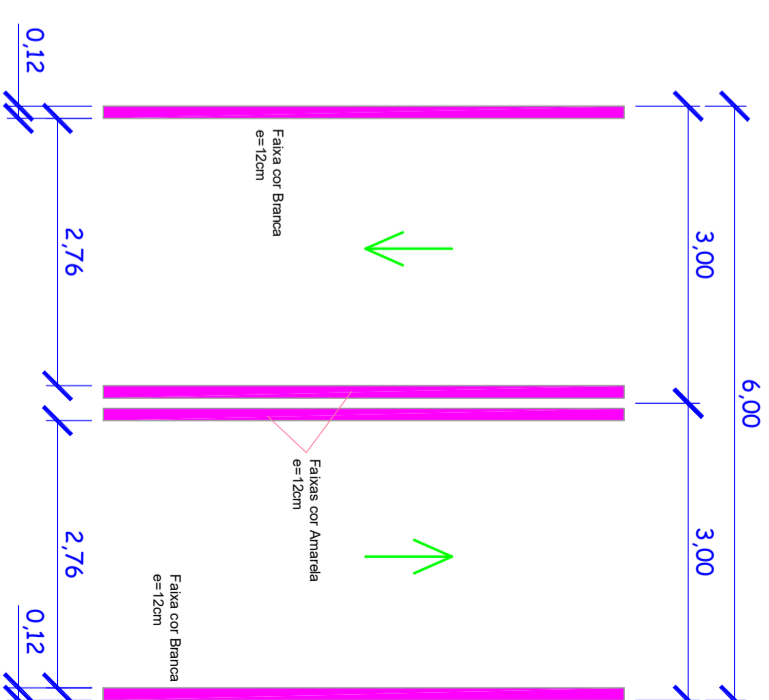 0,12
Faixa cor Branca
e=12cm
2,76
3,00
6,00
Faixas cor Amarela
e=12cm
3,00
2,76
Faixa cor Branca
e=12cm
0,12